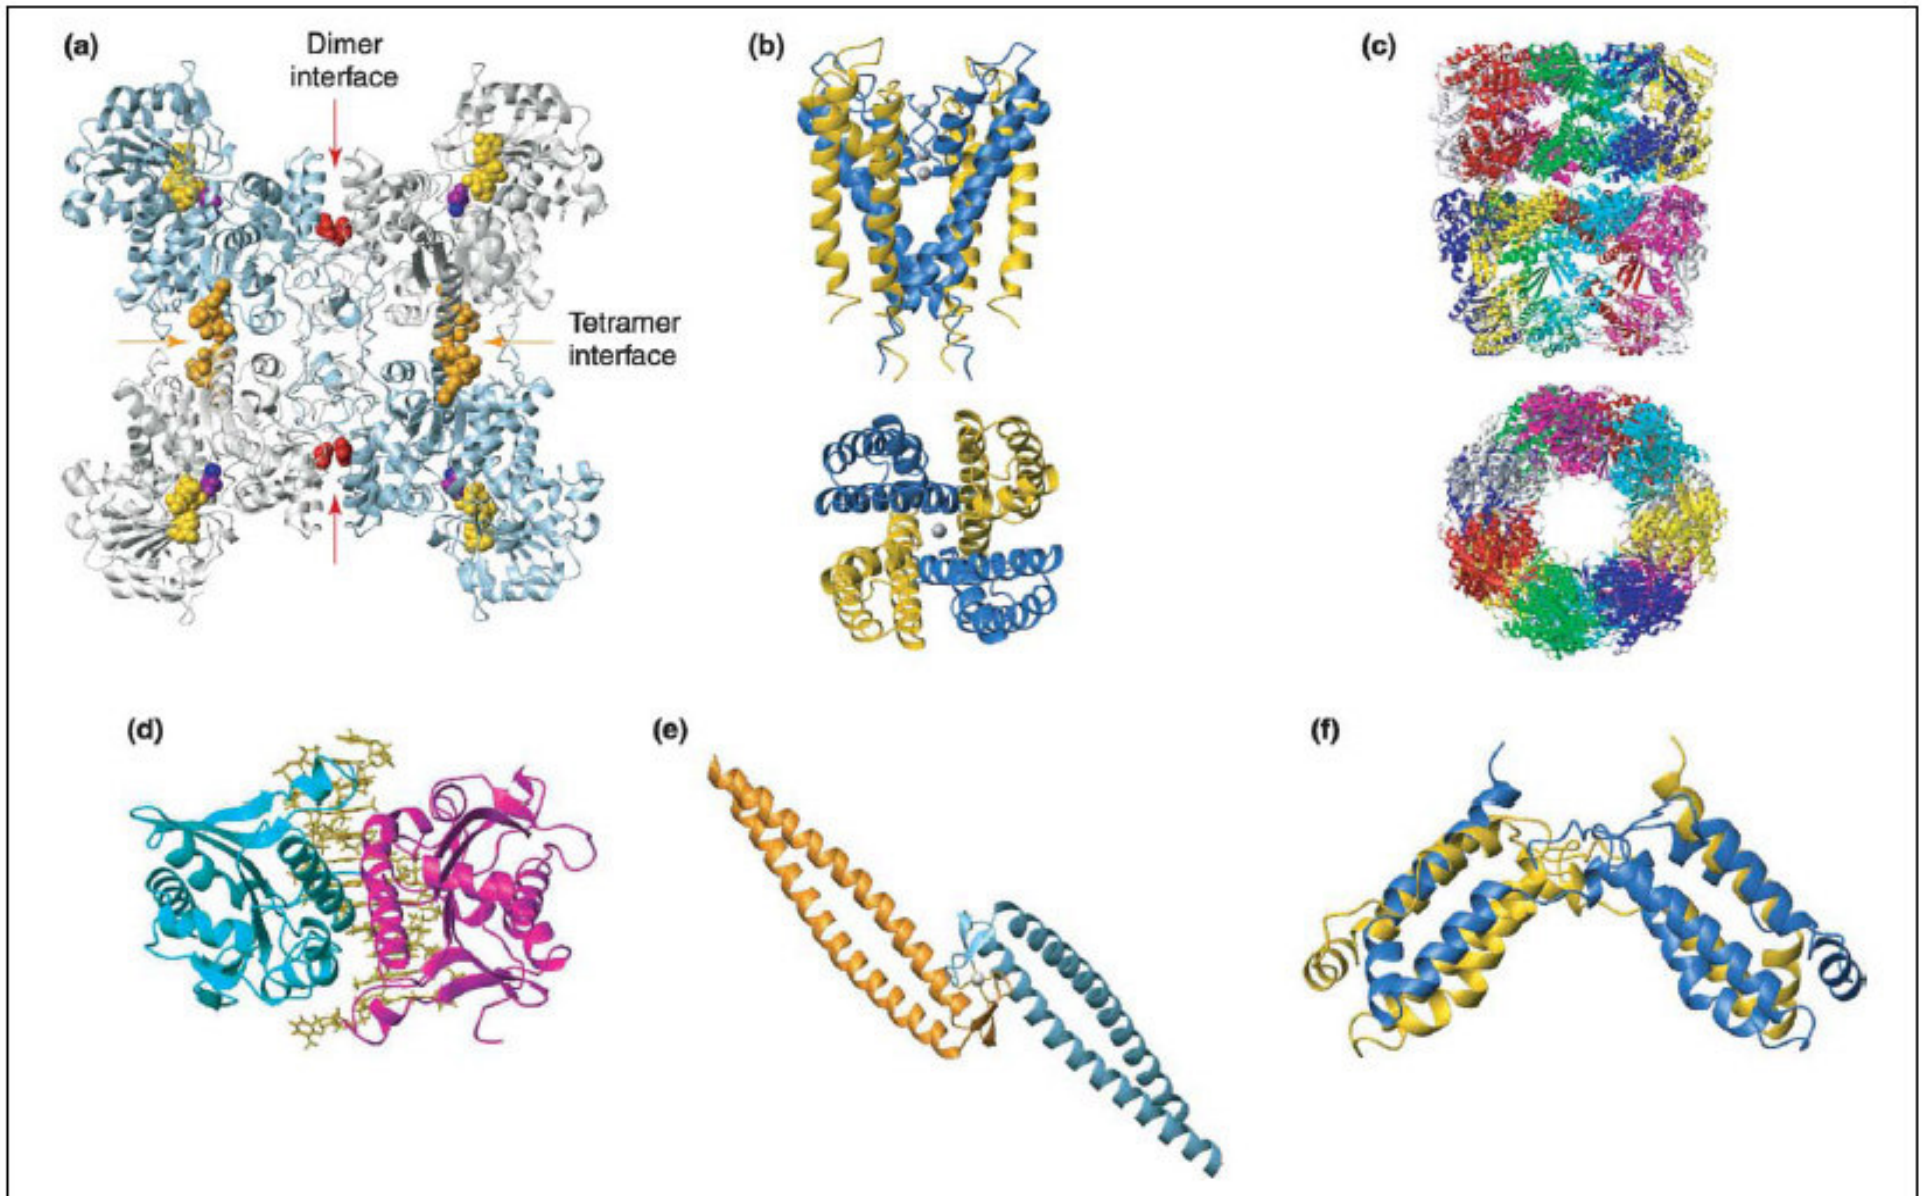 (a)
Dimer
interface
(b)
(c)
Tetramer
interface
(d)
(e)
(f)